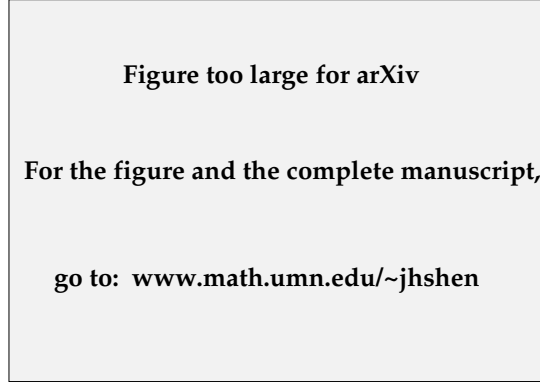 Figure too large for arXiv
For the figure and the complete manuscript,
go to: www.math.umn.edu/~jhshen